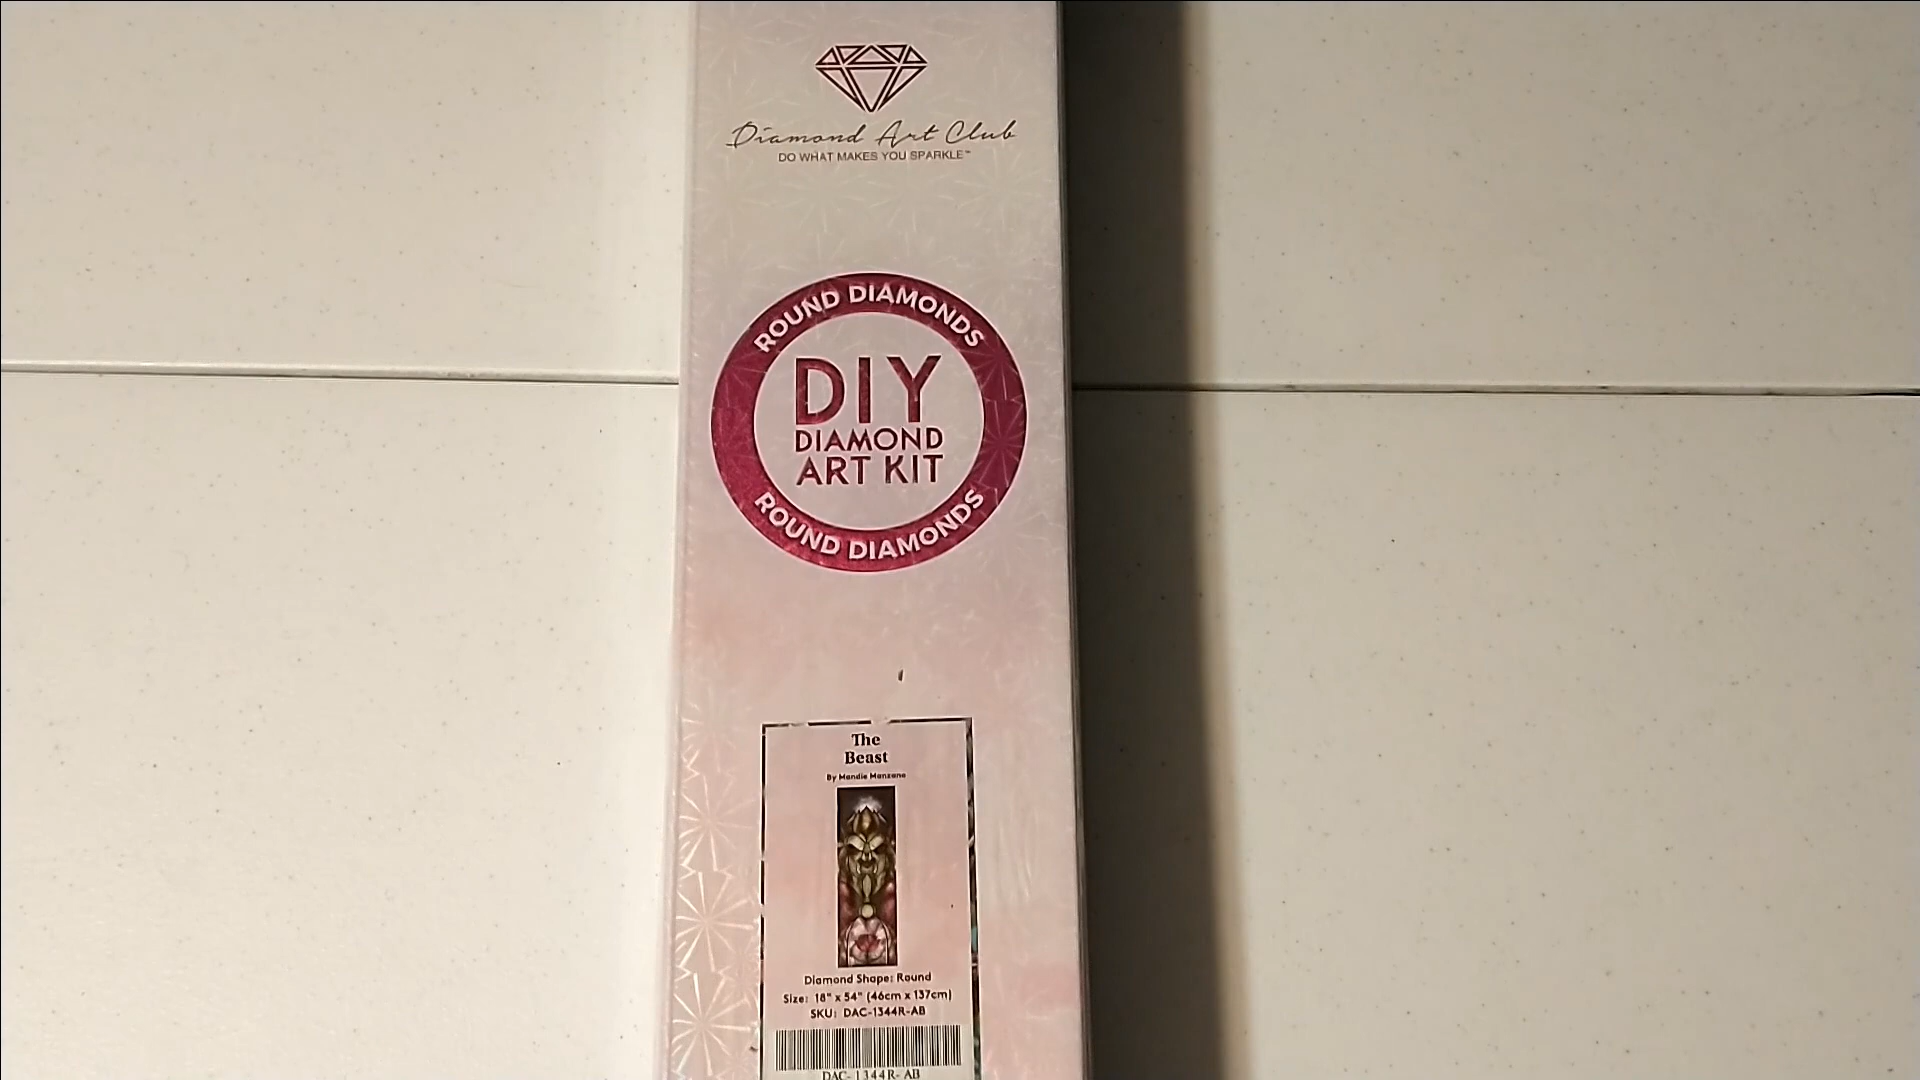 Diamond Art Club
DO WHAT MAKES YOU SPARKLE™
ROUND DIAMONDS
DIY
DIAMOND
ART KIT
ROUND DIAMONDS
The
Beast
By Mandie Manzano
Diamond Shape: Round
Size: 18" x 54" (46cm x 137cm)
SKU: DAC-1344R-AB
DAC-1344R-AB